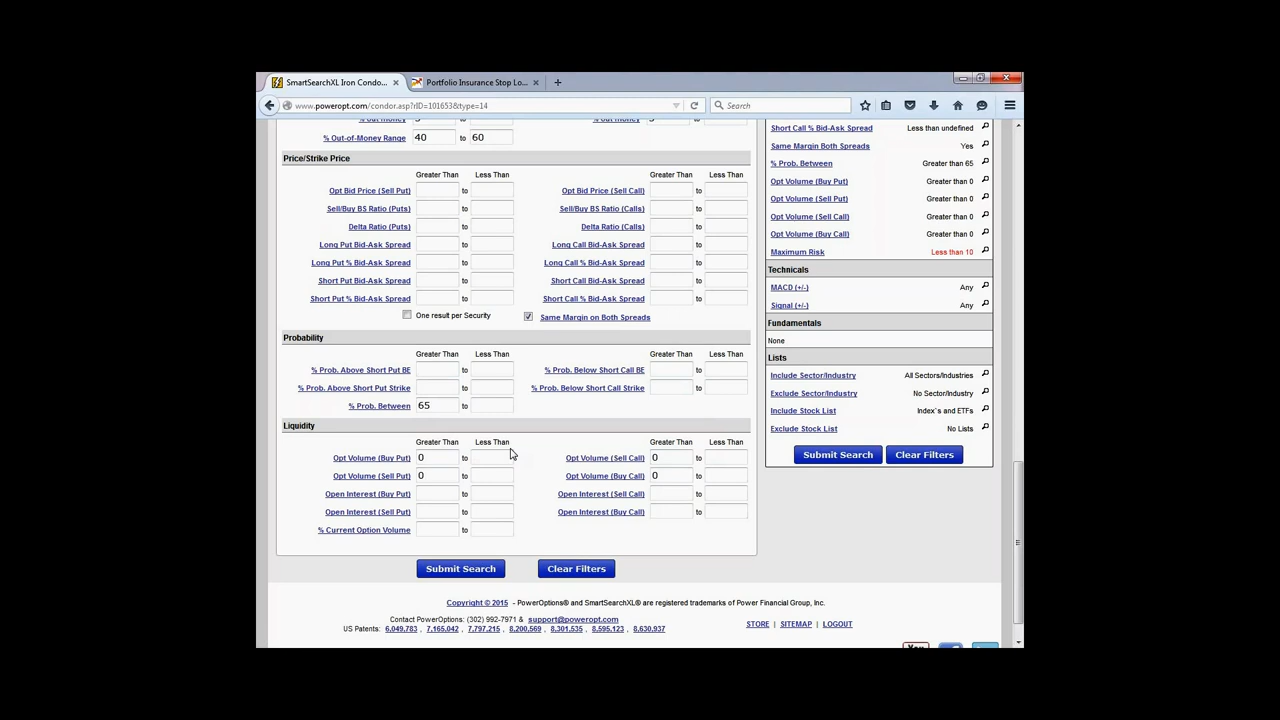 SmartSearchXL Iron Condo... × Portfolio Insurance Stop Lo... × +
www.poweropt.com/condor.asp?rID=101653&type=14 Search
% Out-of-Money Range 40 to 60
Price/Strike Price
Greater Than Less Than Greater Than Less Than
Opt Bid Price (Sell Put) to Opt Bid Price (Sell Call) to
Sell/Buy BS Ratio (Puts) to Sell/Buy BS Ratio (Calls) to
Delta Ratio (Puts) to Delta Ratio (Calls) to
Long Put Bid-Ask Spread to Long Call Bid-Ask Spread to
Long Put % Bid-Ask Spread to Long Call % Bid-Ask Spread to
Short Put Bid-Ask Spread to Short Call Bid-Ask Spread to
Short Put % Bid-Ask Spread to Short Call % Bid-Ask Spread to
One result per Security Same Margin on Both Spreads
Probability
Greater Than Less Than Greater Than Less Than
% Prob. Above Short Put BE to % Prob. Below Short Call BE to
% Prob. Above Short Put Strike to % Prob. Below Short Call Strike to
% Prob. Between 65 to
Liquidity
Greater Than Less Than Greater Than Less Than
Opt Volume (Buy Put) 0 to Opt Volume (Sell Call) 0 to
Opt Volume (Sell Put) 0 to Opt Volume (Buy Call) 0 to
Open Interest (Buy Put) to Open Interest (Sell Call) to
Open Interest (Sell Put) to Open Interest (Buy Call) to
% Current Option Volume to
Submit Search Clear Filters
Short Call % Bid-Ask Spread Less than undefined
Same Margin Both Spreads Yes
% Prob. Between Greater than 65
Opt Volume (Buy Put) Greater than 0
Opt Volume (Sell Put) Greater than 0
Opt Volume (Sell Call) Greater than 0
Opt Volume (Buy Call) Greater than 0
Maximum Risk Less than 10
Technicals
MACD (+/-) Any
Signal (+/-) Any
Fundamentals
None
Lists
Include Sector/Industry All Sectors/Industries
Exclude Sector/Industry No Sector/Industry
Include Stock List Index`s and ETFs
Exclude Stock List No Lists
Submit Search Clear Filters
Copyright © 2015 - PowerOptions® and SmartSearchXL® are registered trademarks of Power Financial Group, Inc.
Contact PowerOptions: (302) 992-7971 & support@poweropt.com
US Patents: 6,049,783 , 7,165,042 , 7,797,215 , 8,200,569 , 8,301,535 , 8,595,123 , 8,630,937
STORE | SITEMAP | LOGOUT